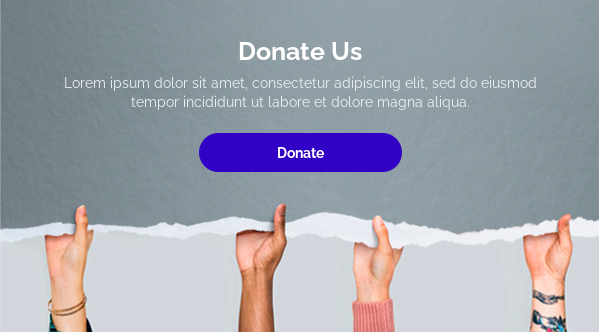 Donate Us
Lorem ipsum dolor sit amet, consectetur adipiscing elit, sed do eiusmod
tempor incididunt ut labore et dolore magna aliqua.
Donate